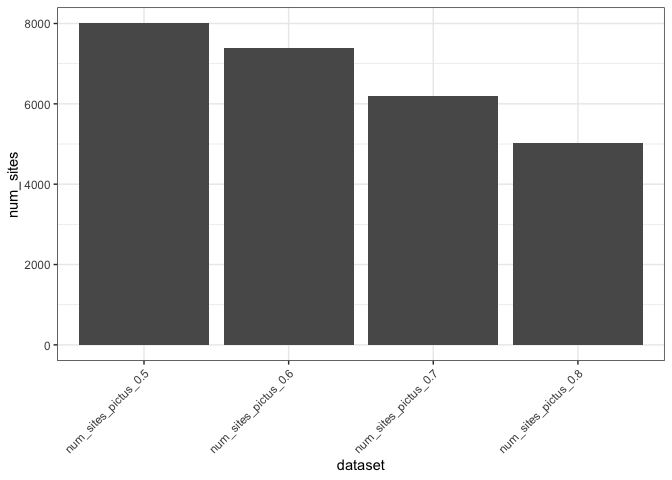 8000
6000
4000
2000
0
num_sites
num_sites_pictus_0.5
num_sites_pictus_0.6
num_sites_pictus_0.7
num_sites_pictus_0.8
dataset